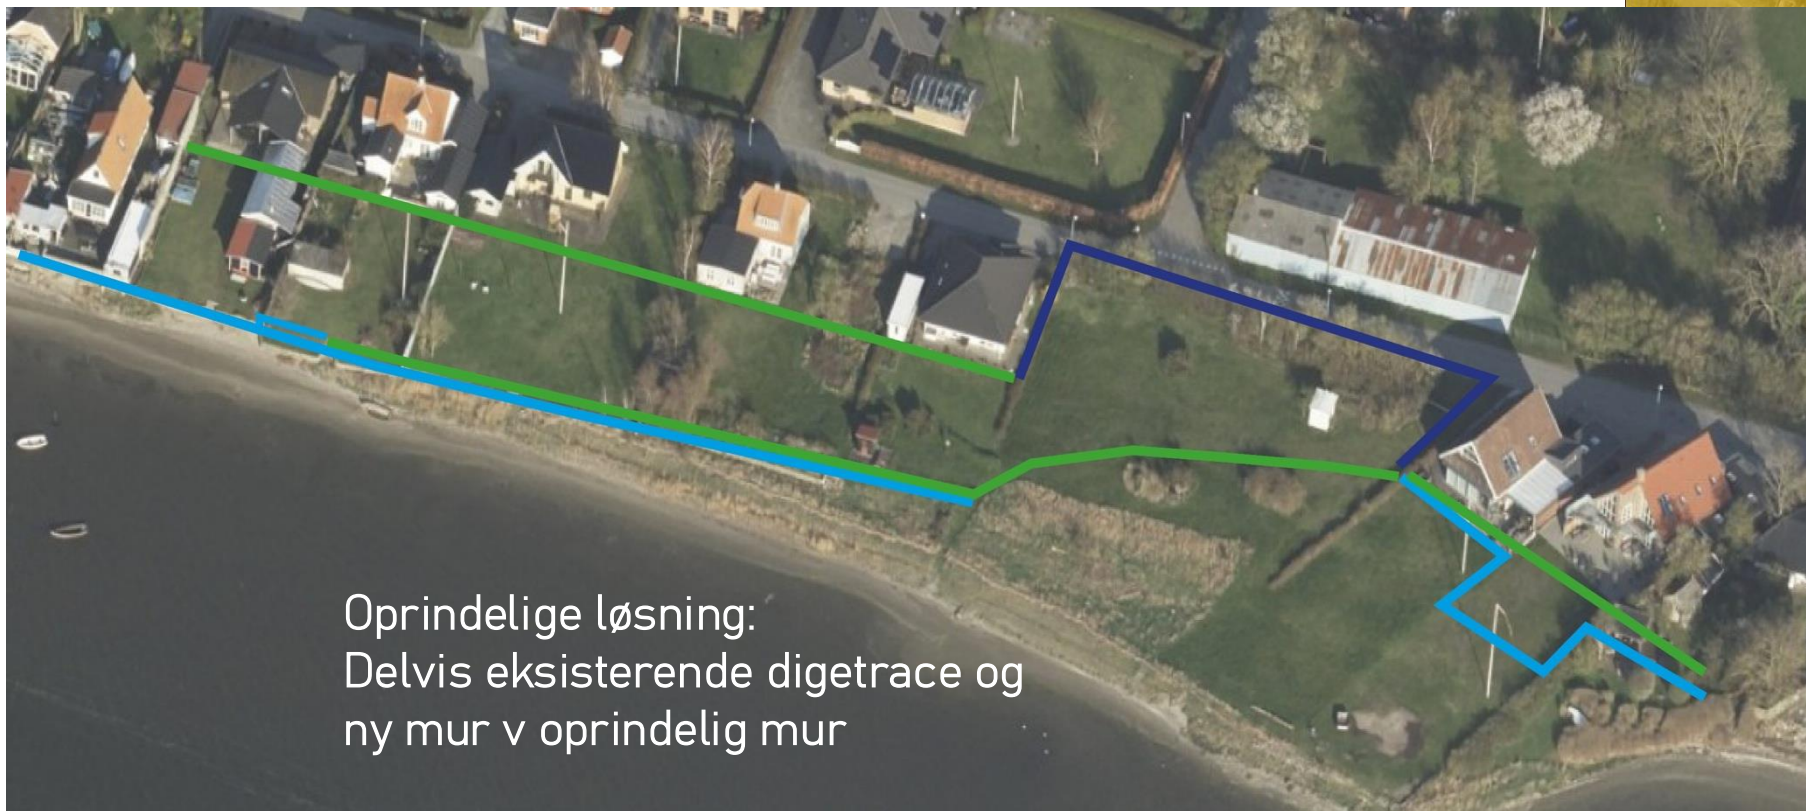 Oprindelige løsning:
Delvis eksisterende digetrace og
ny mur v oprindelig mur